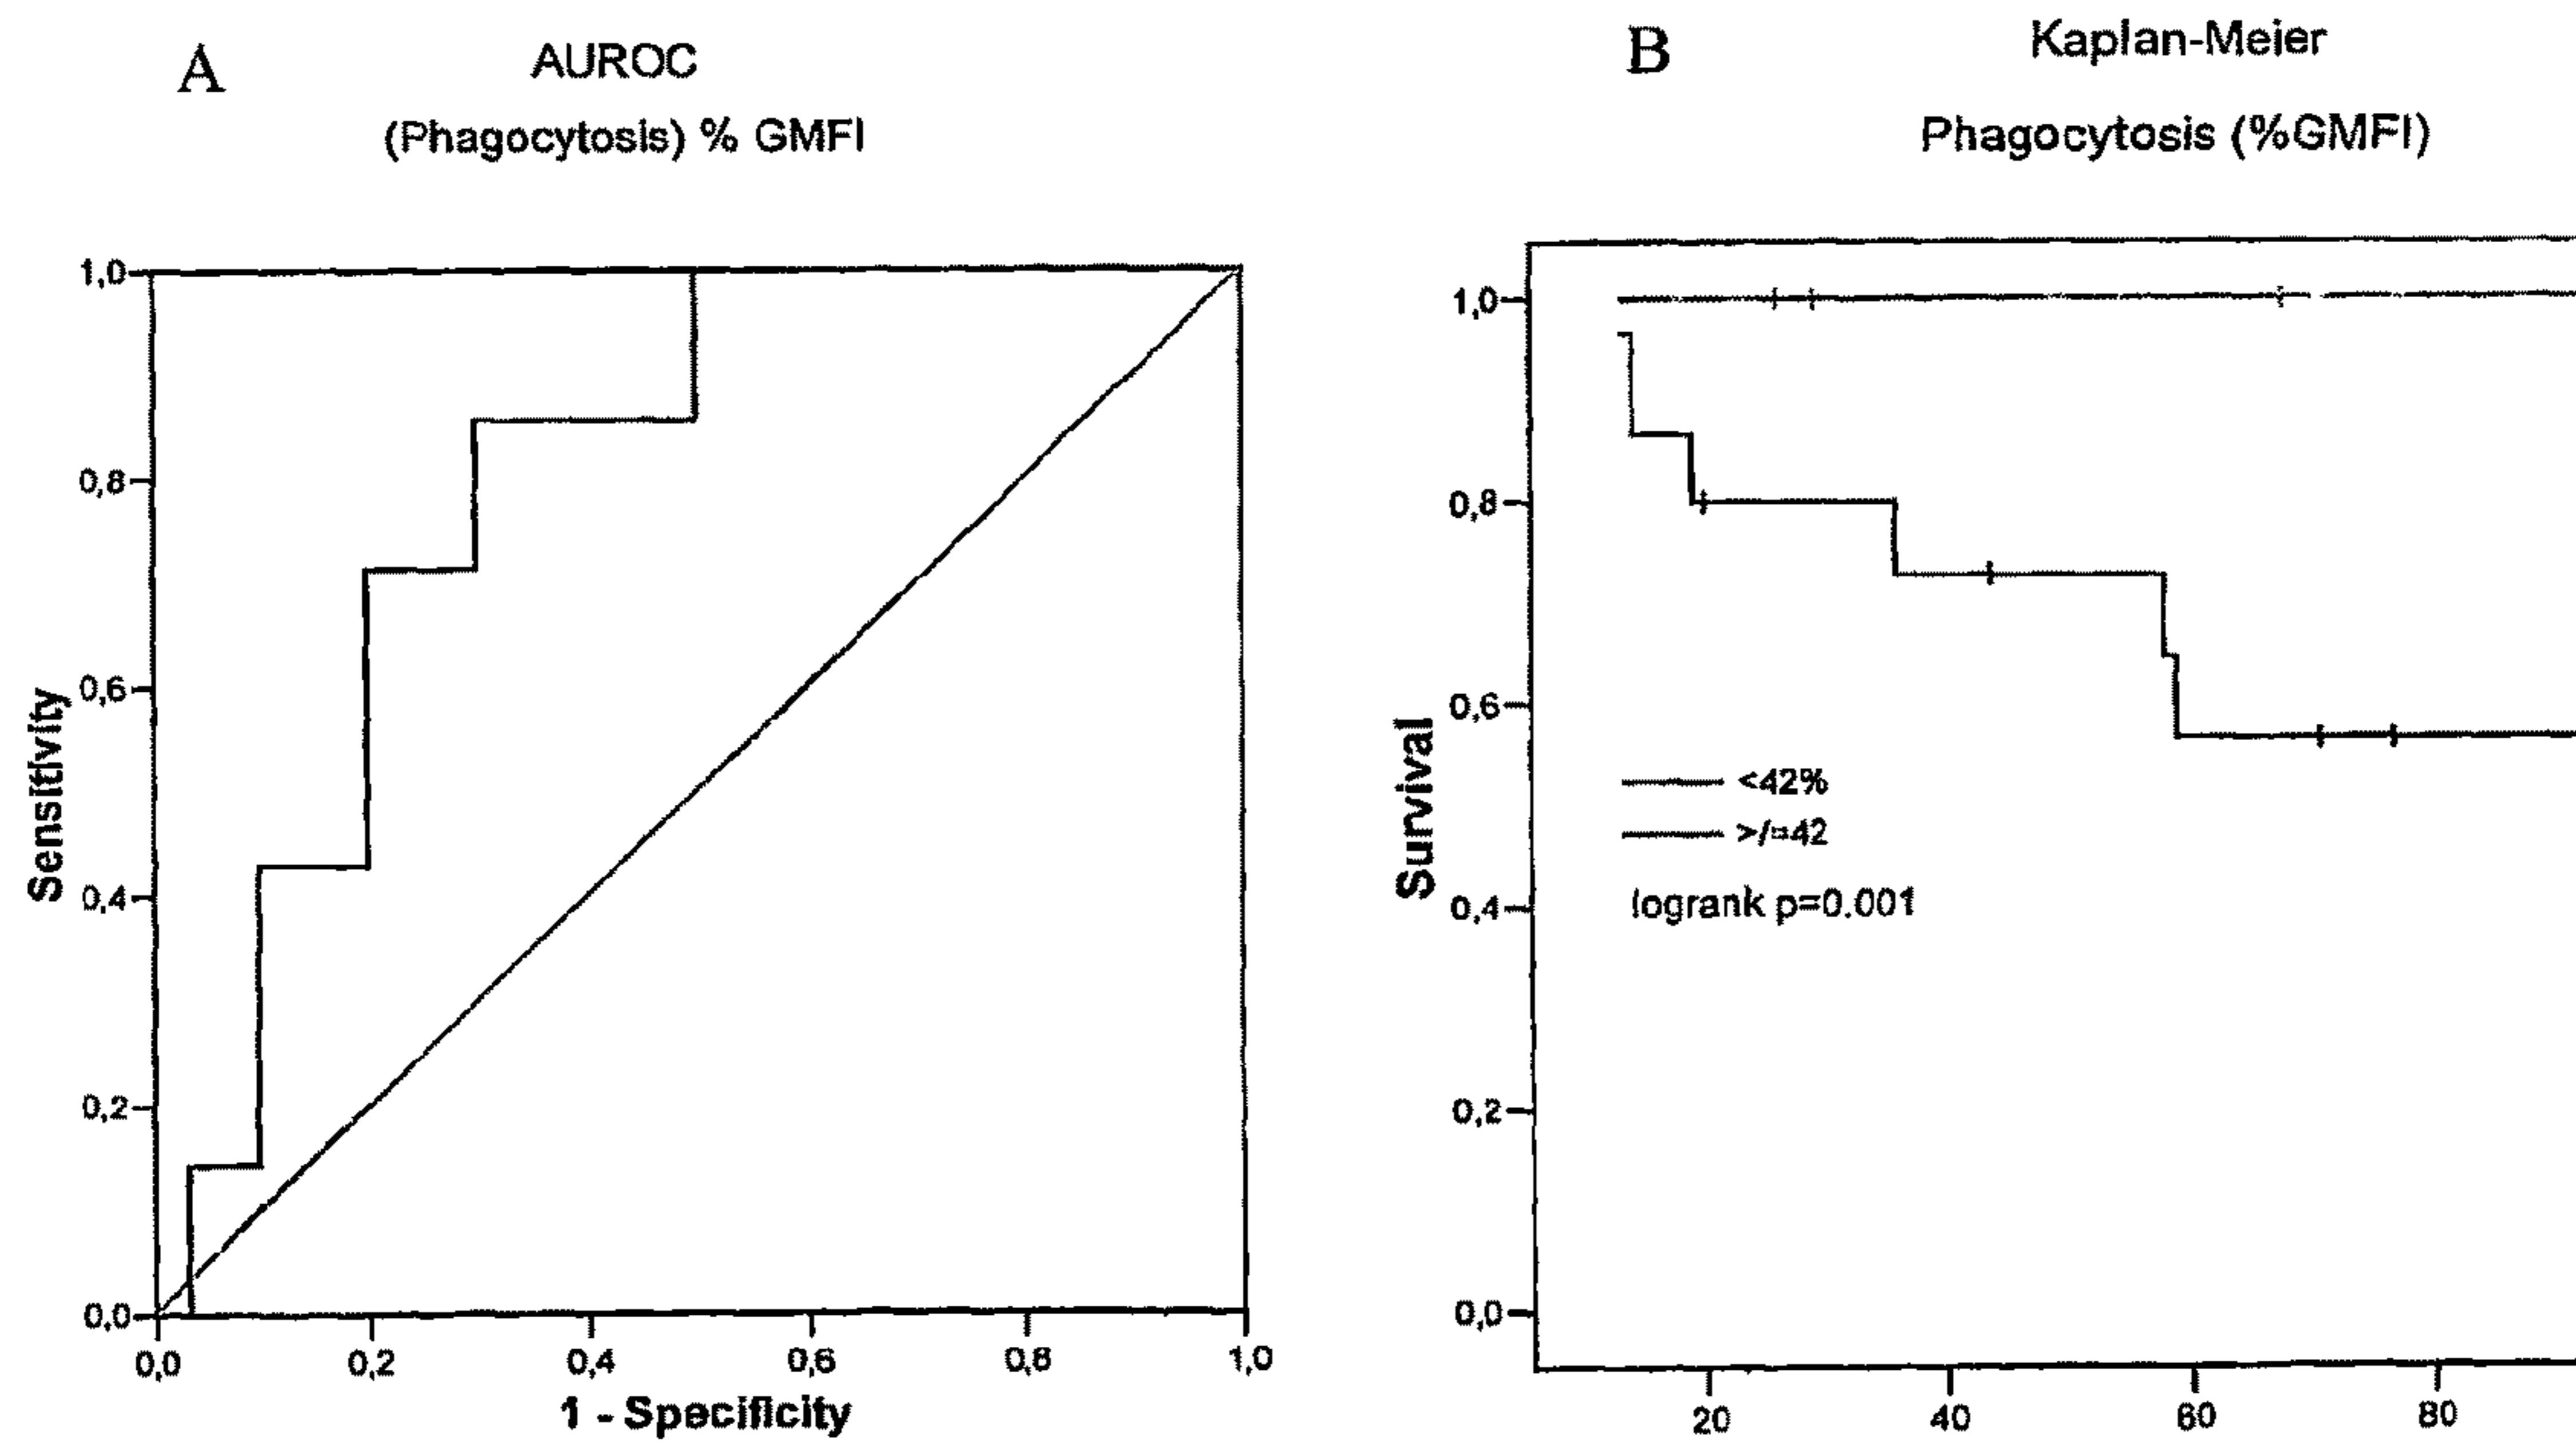 A
AUROC
(Phagocytosis) % GMFI
1,0
0,8
0,6
0,4
0,2
0,0
Sensitivity
0,0 0,2 0,4 0,6 0,8 1,0
1 - Specificity
B
Kaplan-Meier
Phagocytosis (%GMFI)
1,0
0,8
0,6
0,4
0,2
0,0
Survival
<42%
>/=42
logrank p=0.001
20 40 60 80